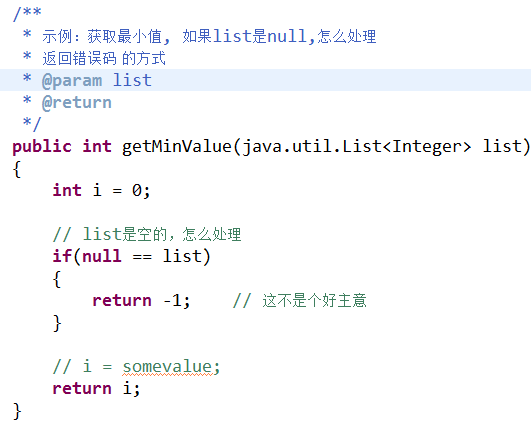 /**
 * 示例：获取最小值, 如果list是null,怎么处理
 * 返回错误码 的方式
 * @param list
 * @return
 */
public int getMinValue(java.util.List<Integer> list)
{
    int i = 0;
    // list是空的，怎么处理
    if(null == list)
    {
        return -1;    // 这不是个好主意
    }
    // i = somevalue;
    return i;
}